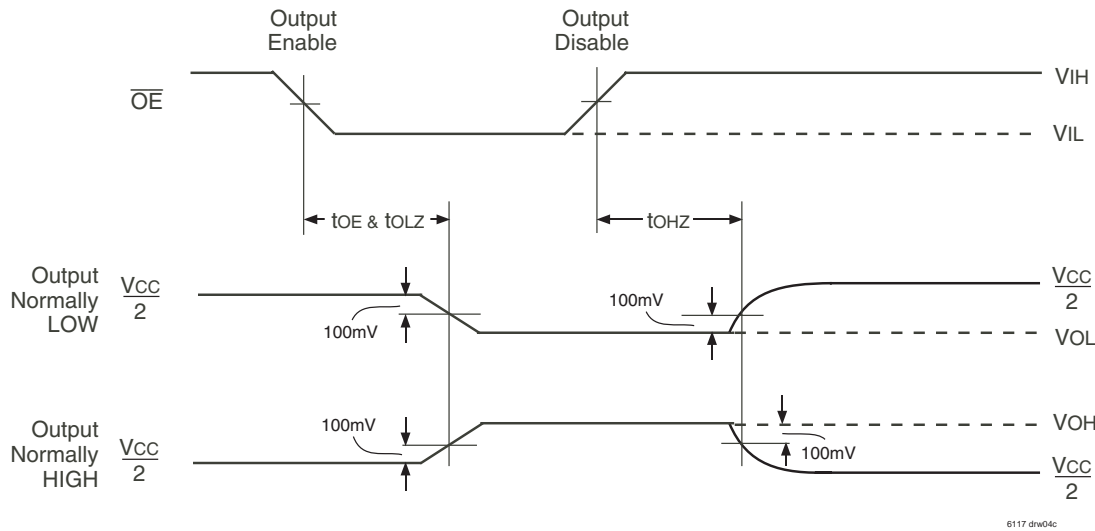 Output
Enable
Output
Disable
OE
VIH
VIL
tOE & tOLZ
tOHZ
Output
Normally
LOW
VCC
2
100mV
100mV
VCC
2
VOL
Output
Normally
HIGH
VCC
2
100mV
VOH
100mV
VCC
2
6117 drw04c